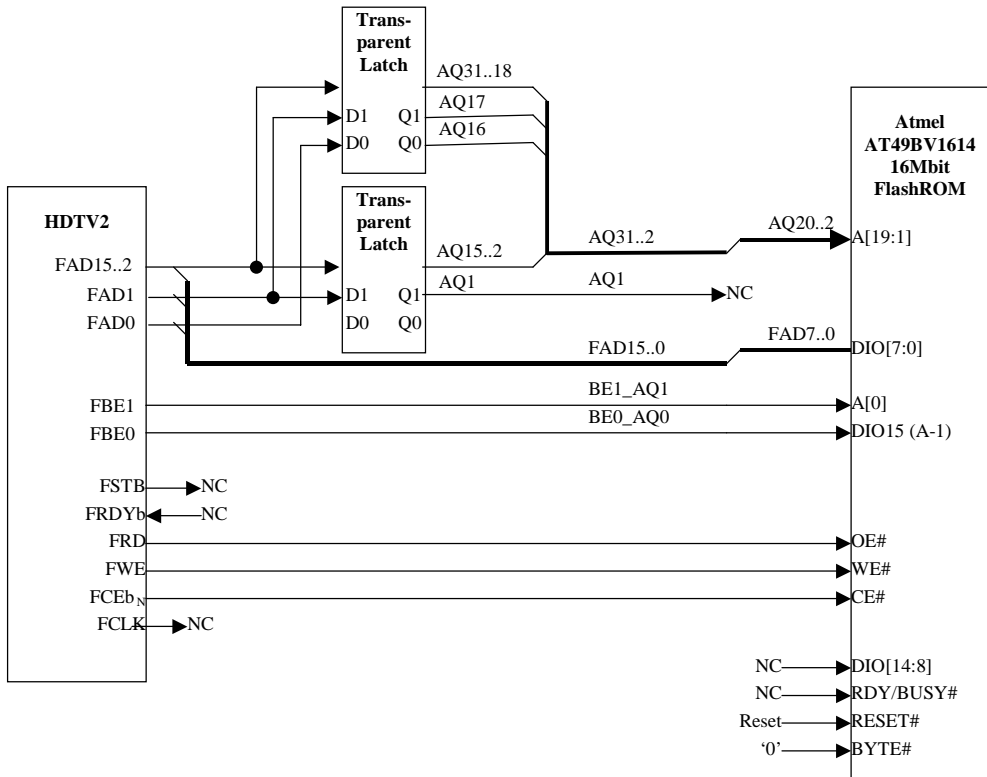 Trans-
parent
Latch
AQ31..18
AQ17
D1
Q1
AQ16
D0
Q0
Atmel
AT49BV1614
16Mbit
FlashROM
Trans-
parent
Latch
HDTV2
AQ15..2
AQ31..2
AQ20..2
A[19:1]
FAD15..2
AQ1
AQ1
NC
FAD1
D1
Q1
FAD0
D0
Q0
FAD15..0
FAD7..0
DIO[7:0]
BE1_AQ1
FBE1
A[0]
BE0_AQ0
FBE0
DIO15 (A-1)
FSTB
NC
FRDYb
NC
FRD
OE#
FWE
WE#
FCEb N
CE#
FCLK
NC
NC
DIO[14:8]
NC
RDY/BUSY#
Reset
RESET#
‘0’
BYTE#